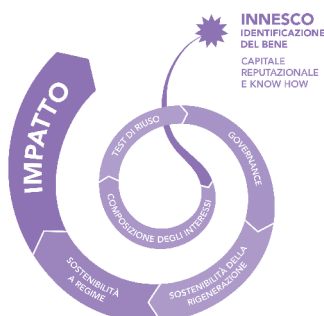 INNESCO
IDENTIFICAZIONE
DEL BENE
CAPITALE
REPUTAZIONALE
E KNOW HOW
COMPOSIZIONE DEGLI INTERESSI
TEST DI RIUSO
GOVERNANCE
SOSTENIBILITÀ DELLA
RIGENERAZIONE
SOSTENIBILITÀ
A REGIME
IMPATTO